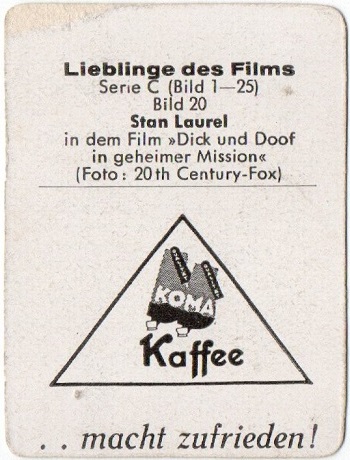 Lieblinge des Films
Serie C (Bild 1—25)
Bild 20
Stan Laurel
in dem Film »Dick und Doof
in geheimer Mission«
(Foto: 20th Century-Fox)
KOMA
Kaffee
. . macht zufrieden!